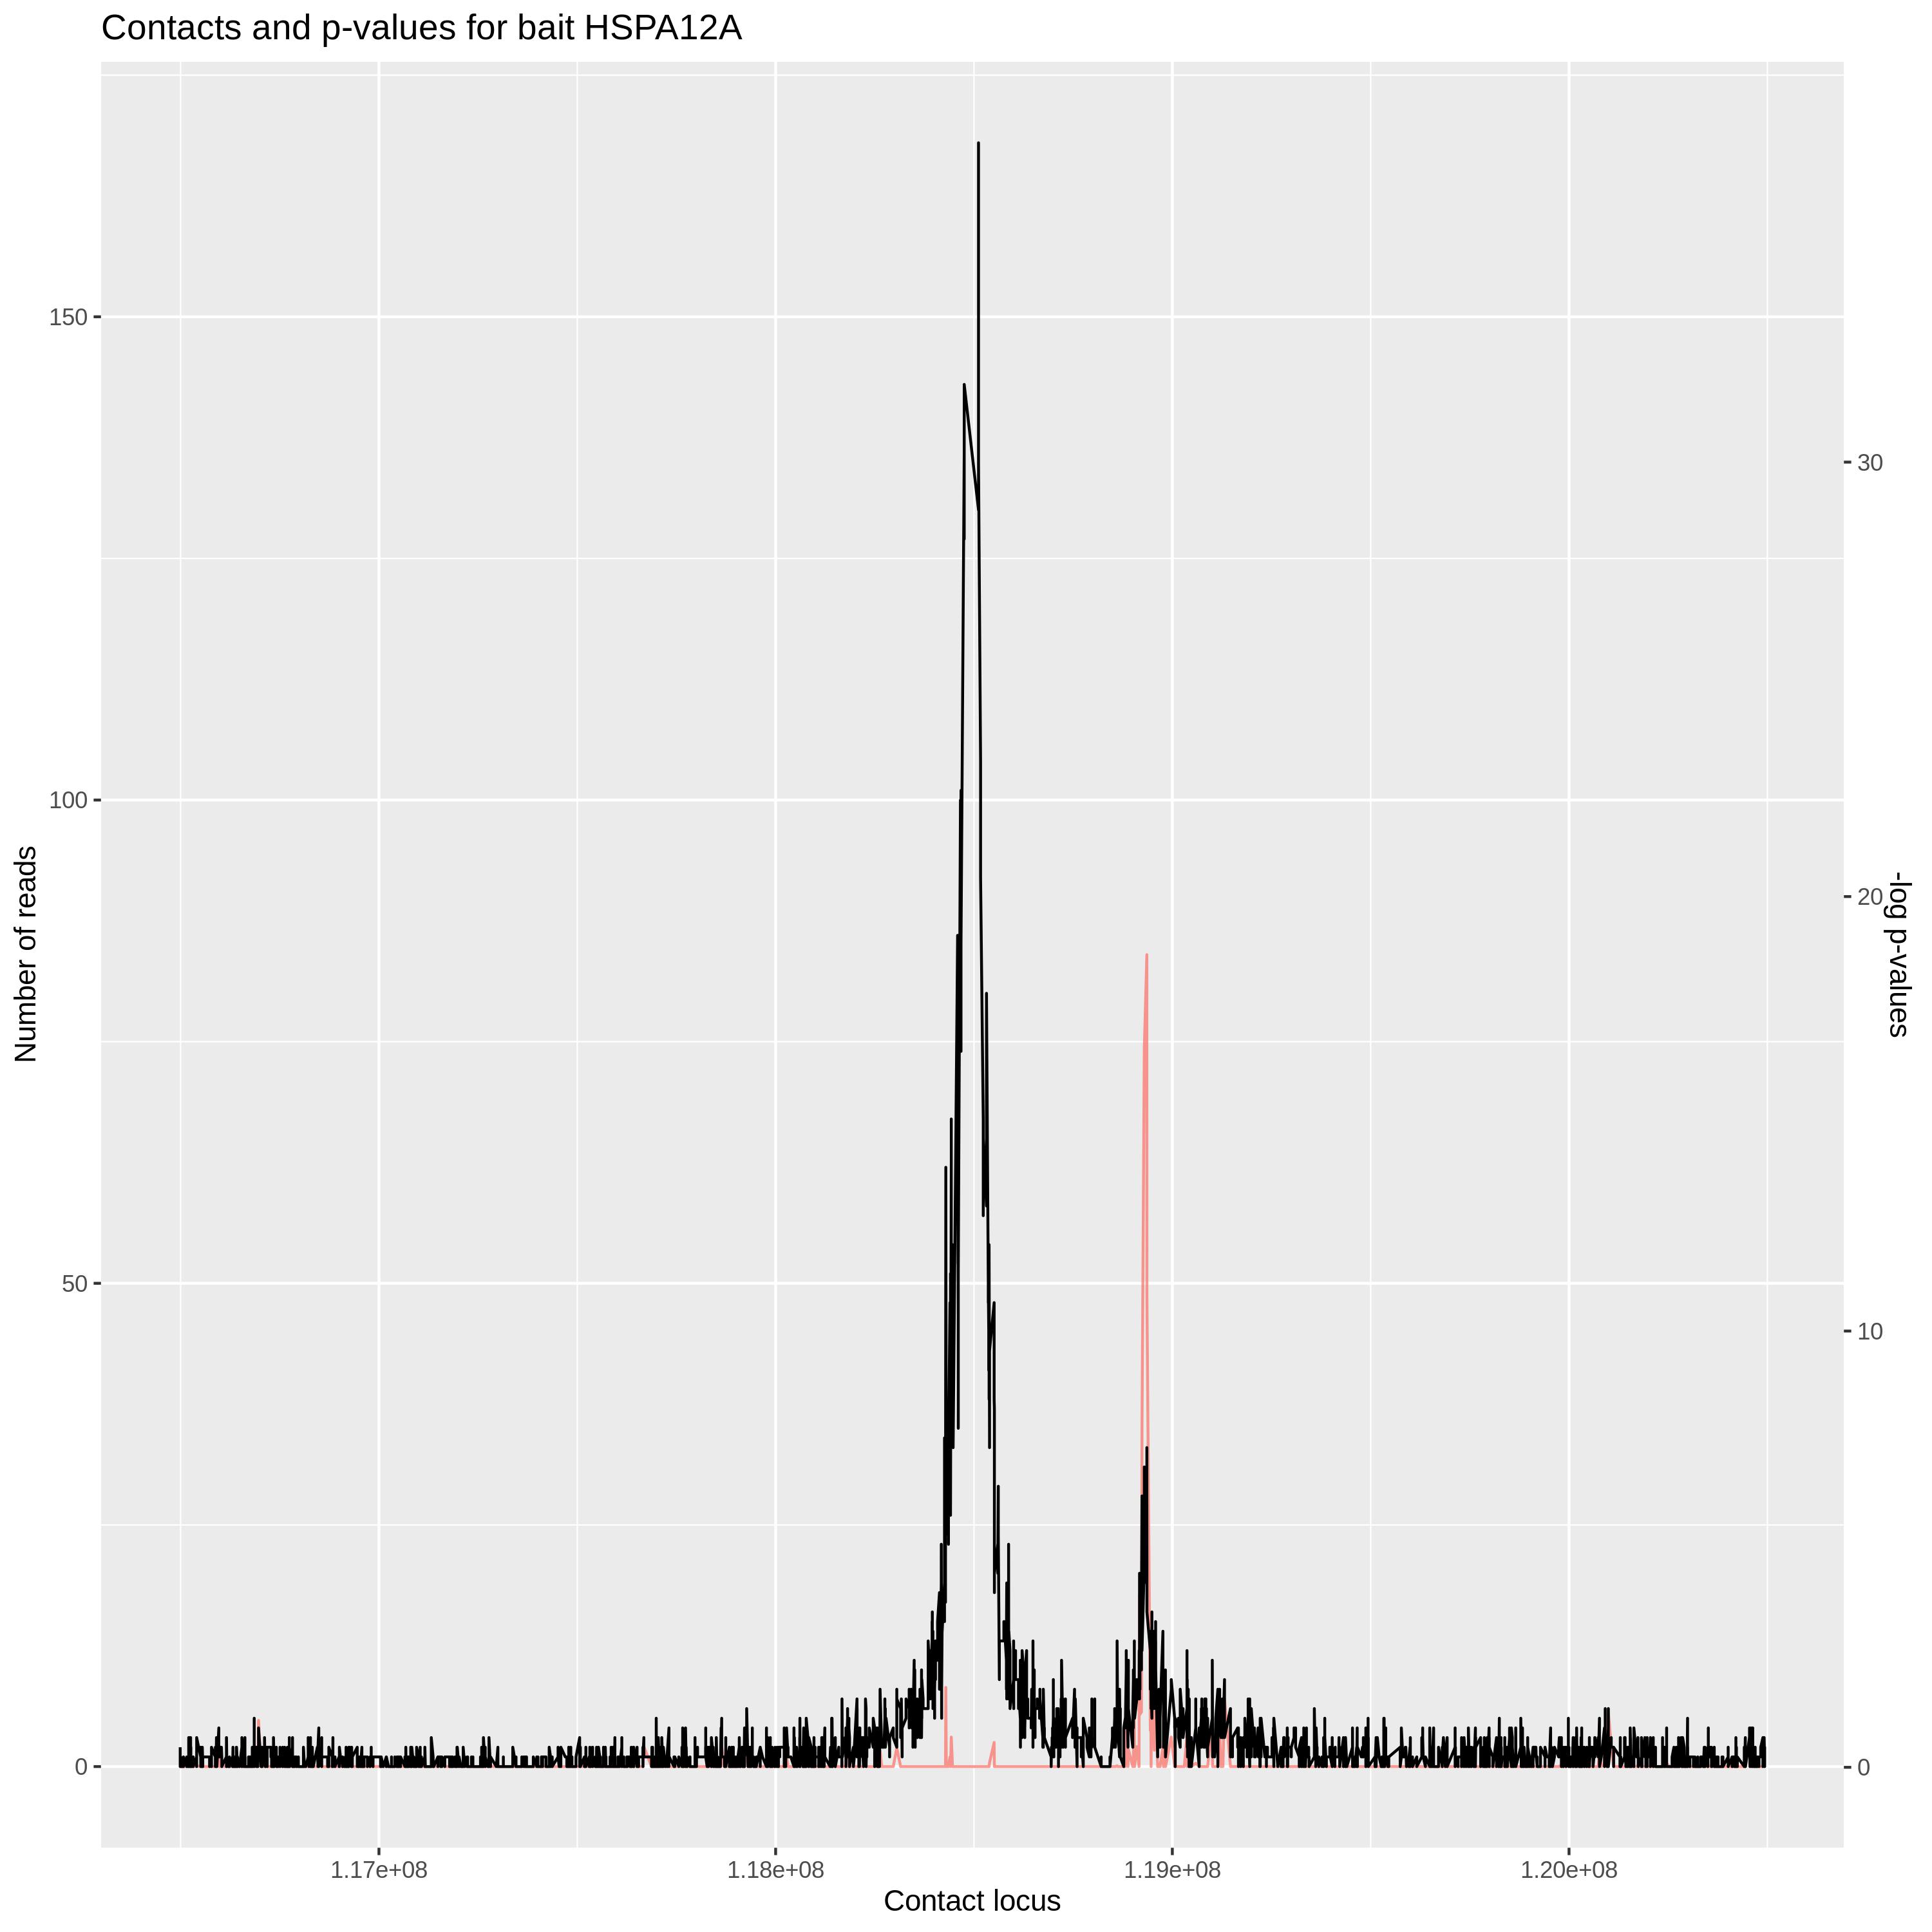 Contacts and p-values for bait HSPA12A
Number of reads
150
100
50
0
30
20
10
0
-log p-values
1.17e+08
1.18e+08
1.19e+08
1.20e+08
Contact locus